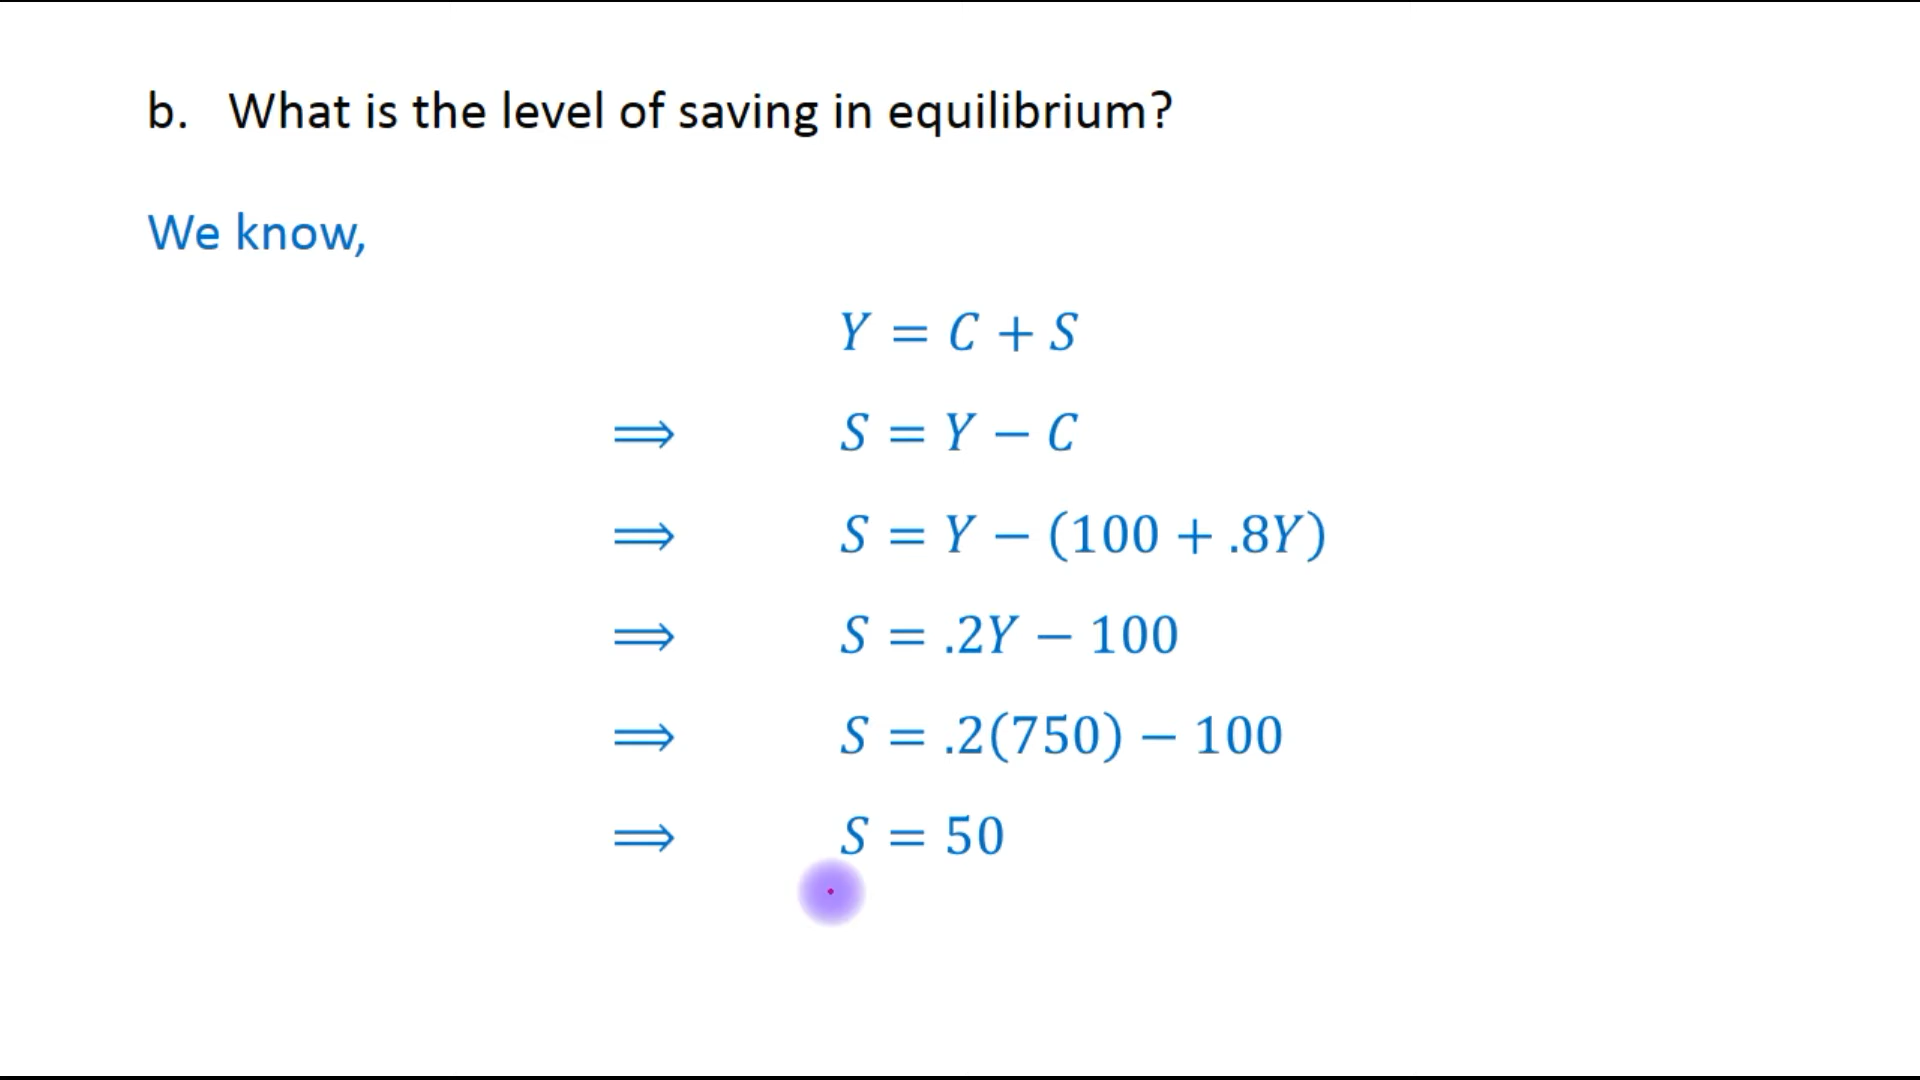 b. What is the level of saving in equilibrium?
We know,
Y = C + S
⟹ S = Y − C
⟹ S = Y − (100 + .8Y)
⟹ S = .2Y − 100
⟹ S = .2(750) − 100
⟹ S = 50